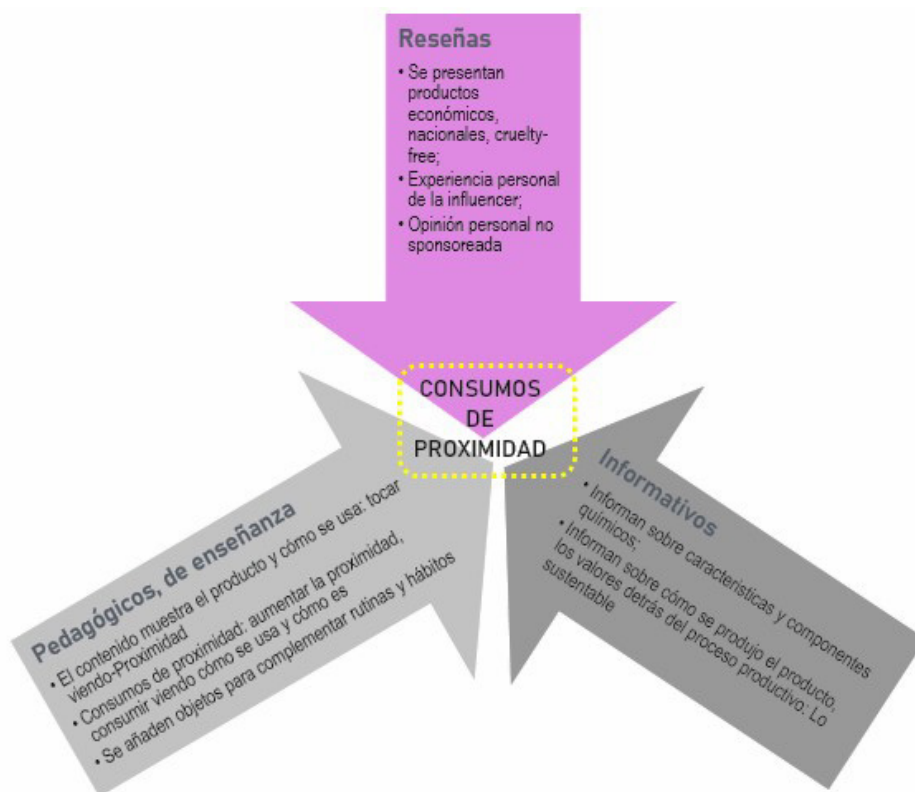 Reseñas
• Se presentan
productos
económicos,
nacionales, cruelty-
free;
• Experiencia personal
de la influencer;
• Opinión personal no
sponsoreada
CONSUMOS
DE
PROXIMIDAD
Pedagógicos, de enseñanza
• El contenido muestra el producto y cómo se usa: tocar
viendo-Proximidad
• Consumos de proximidad: aumentar la proximidad,
consumir viendo cómo se usa y cómo es
• Se añaden objetos para complementar rutinas y hábitos
Informativos
• Informan sobre características y componentes
químicos;
• Informan sobre cómo se produjo el producto,
los valores detrás del proceso productivo: Lo
sustentable